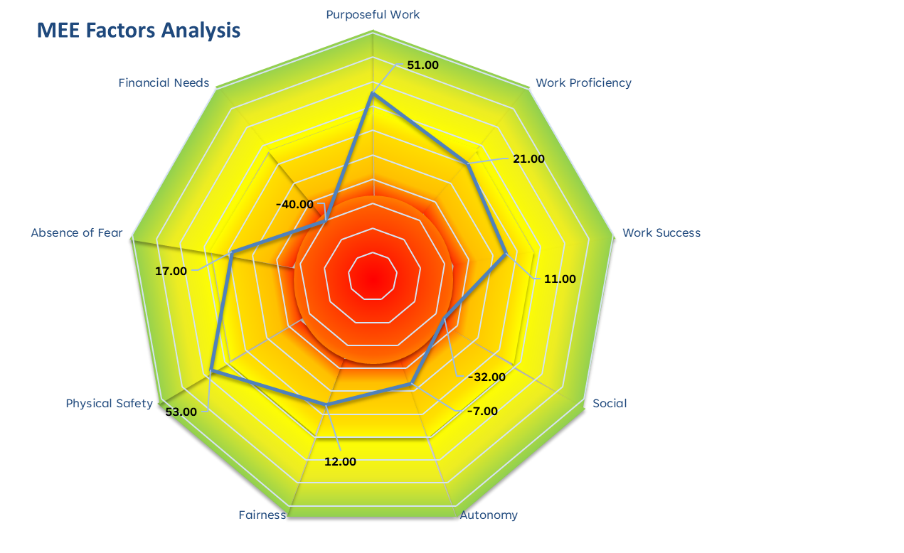 MEE Factors Analysis
Purposeful Work
51.00
Financial Needs
Work Proficiency
21.00
-40.00
Absence of Fear
Work Success
17.00
11.00
-32.00
Physical Safety
53.00
Social
-7.00
12.00
Fairness
Autonomy